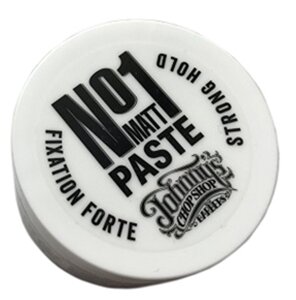 No1
MATT
PASTE
STRONG HOLD
FIXATION FORTE
Johnny's
CHOP SHOP